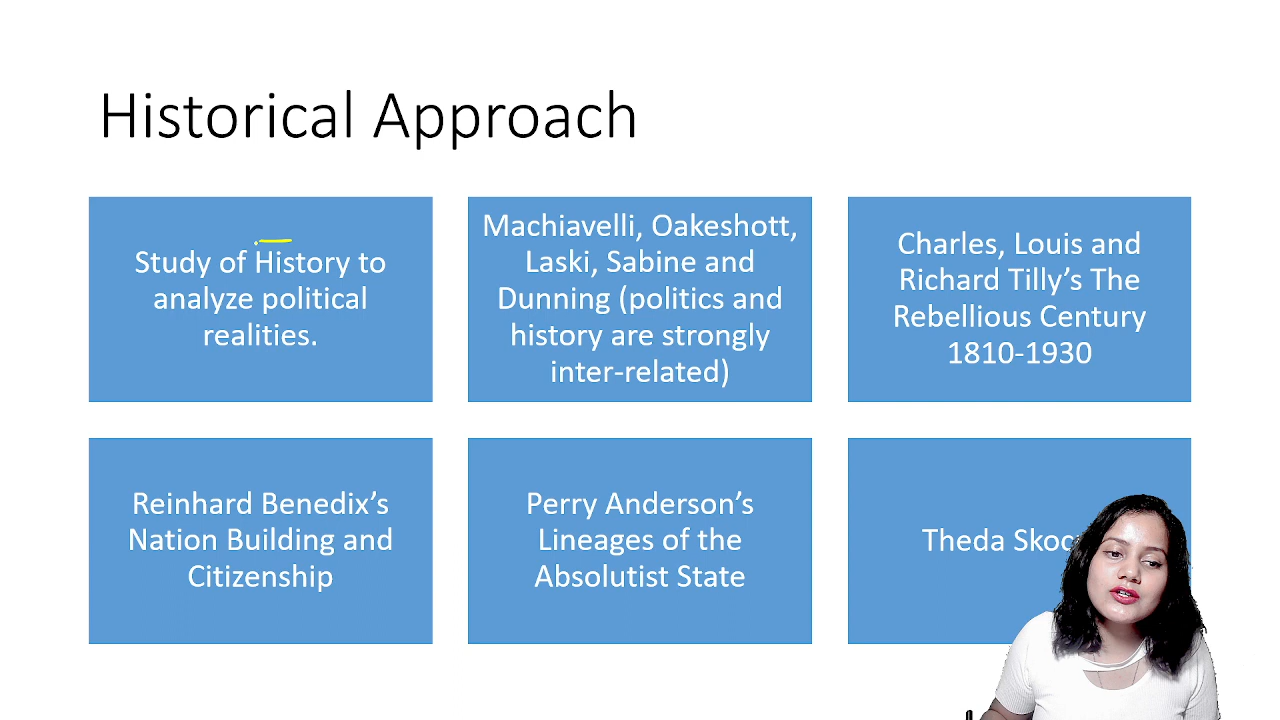 Historical Approach
Study of History to
analyze political
realities.
Machiavelli, Oakeshott,
Laski, Sabine and
Dunning (politics and
history are strongly
inter-related)
Charles, Louis and
Richard Tilly’s The
Rebellious Century
1810-1930
Reinhard Benedix’s
Nation Building and
Citizenship
Perry Anderson’s
Lineages of the
Absolutist State
Theda